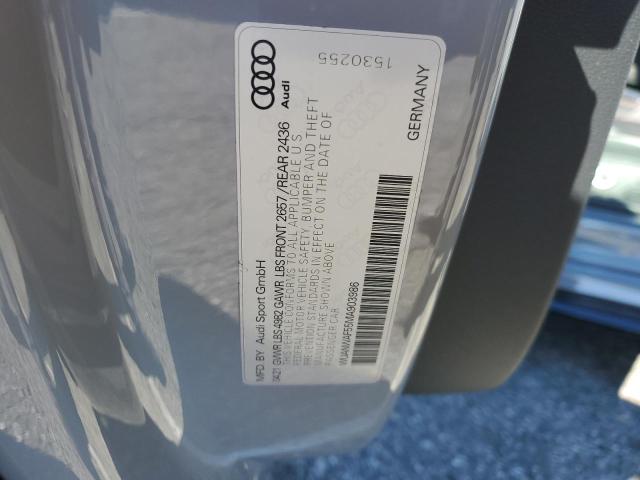 MFD. BY Audi Sport GmbH
04.21 GVWR LBS 4982 GAWR LBS FRONT 2657 / REAR 2436
THIS VEHICLE CONFORMS TO ALL APPLICABLE U S
FEDERAL MOTOR VEHICLE SAFETY, BUMPER AND THEFT
PREVENTION STANDARDS IN EFFECT ON THE DATE OF
MANUFACTURE SHOWN ABOVE
PASSENGER CAR
WUANWAF55MA903986
GERMANY
Audi
1530255